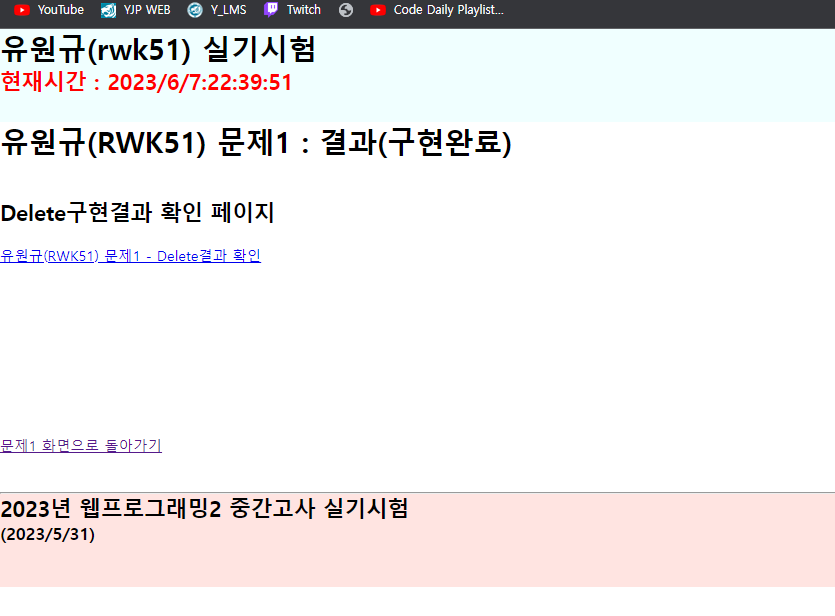 YouTube YJP WEB Y_LMS Twitch Code Daily Playlist...
유원규(rwk51) 실기시험
현재시간 : 2023/6/7:22:39:51
유원규(RWK51) 문제1 : 결과(구현완료)
Delete구현결과 확인 페이지
유원규(RWK51) 문제1 - Delete결과 확인
문제1 화면으로 돌아가기
2023년 웹프로그래밍2 중간고사 실기시험
(2023/5/31)